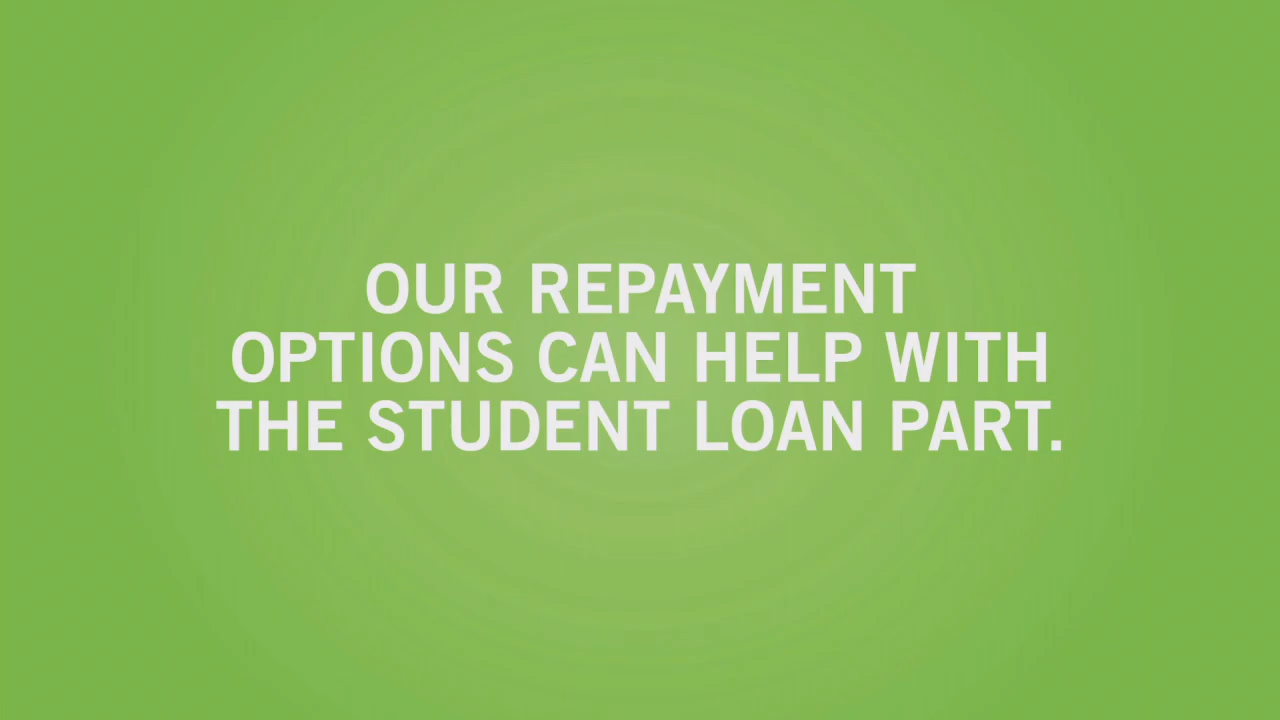 OUR REPAYMENT
OPTIONS CAN HELP WITH
THE STUDENT LOAN PART.